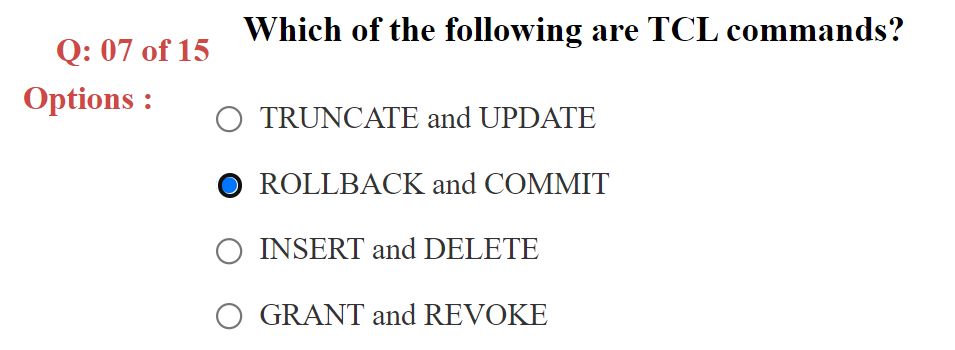 Which of the following are TCL commands?
Q: 07 of 15
Options :
TRUNCATE and UPDATE
ROLLBACK and COMMIT
INSERT and DELETE
GRANT and REVOKE